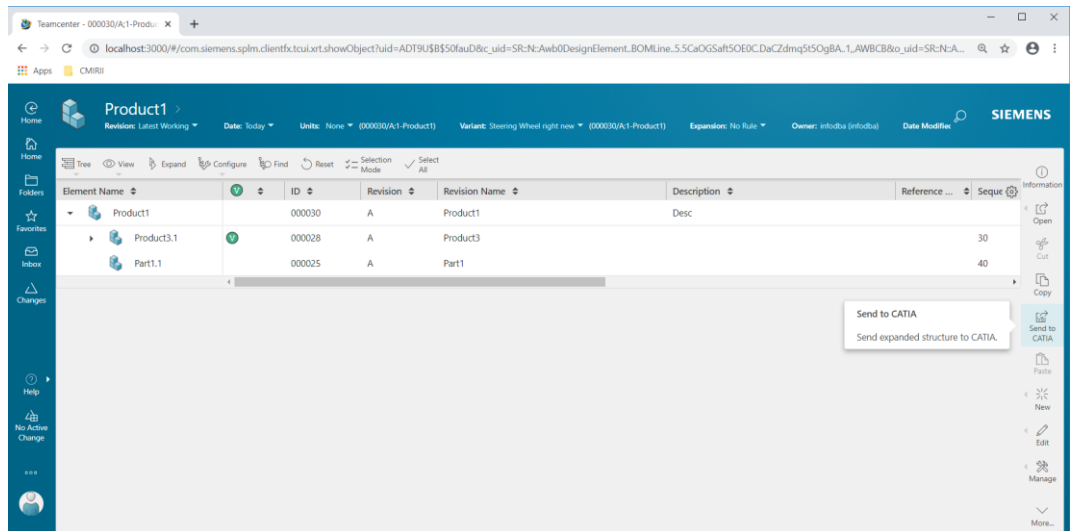 Teamcenter - 000030/A;1-Produc
localhost:3000/#/com.siemens.splm.clientfx.tcui.xrt.showObject?uid=ADT9U$B$50fauD&c_uid=SR::N::Awb0DesignElement..BOMLine..5.5CaOGSaft5OE0C.DaCZdmq5t5OgBA..1,.AWBCB&o_uid=SR::N::A...
Apps CMIRII
Home
Product1
SIEMENS
Revision: Latest Working Date: Today Units: None (000030/A;1-Product1) Variant: Steering Wheel right new (000030/A;1-Product1) Expansion: No Rule Owner: infodba (infodba) Date Modified
Home
Tree View Expand Configure Find Reset Selection Mode Select All
Information
Folders
Element Name V ID Revision Revision Name Description Reference ... Seque
Product1 000030 A Product1 Desc
Open
Favorites
Product3.1 V 000028 A Product3 30
Cut
Inbox
Part1.1 000025 A Part1 40
Copy
Changes
Send to CATIA
Send expanded structure to CATIA.
Send to
CATIA
Paste
Help
New
No Active
Change
Edit
Manage
More...